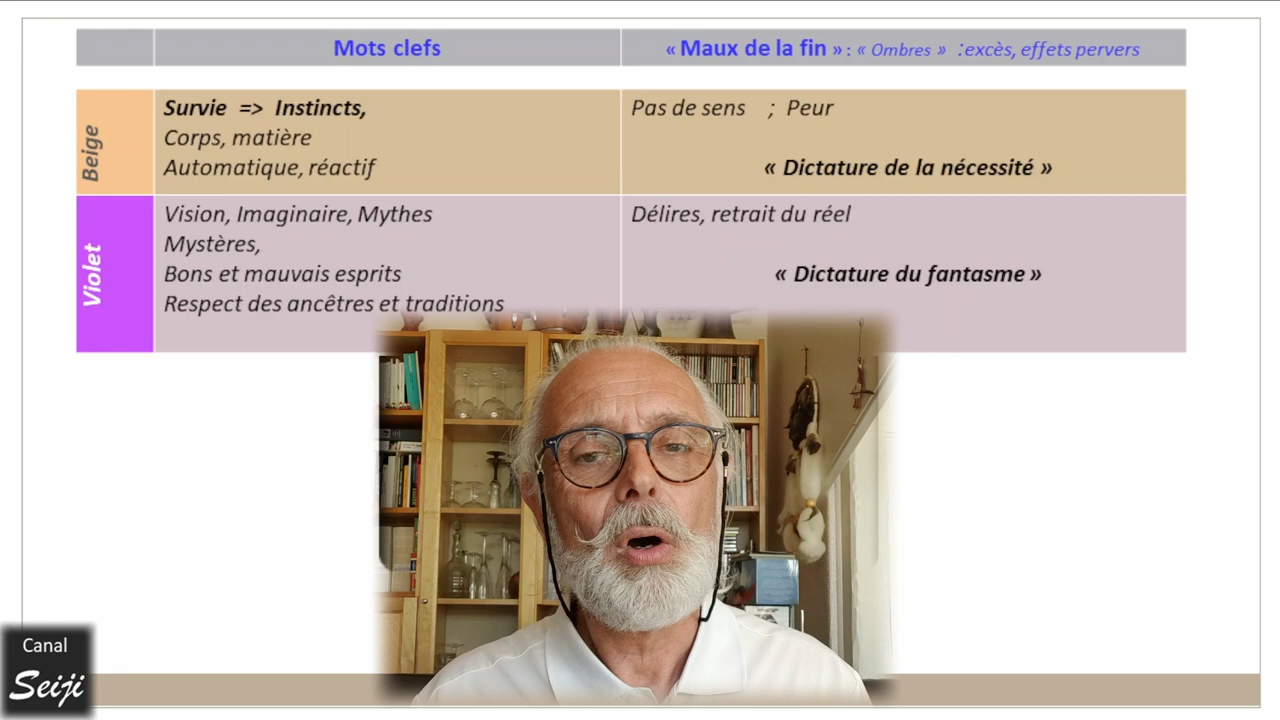 Mots clefs
« Maux de la fin » : « Ombres » :excès, effets pervers
Beige
Survie => Instincts,
Corps, matière
Automatique, réactif
Pas de sens ; Peur
« Dictature de la nécessité »
Violet
Vision, Imaginaire, Mythes
Mystères,
Bons et mauvais esprits
Respect des ancêtres et traditions
Délires, retrait du réel
« Dictature du fantasme »
Canal
Seiji